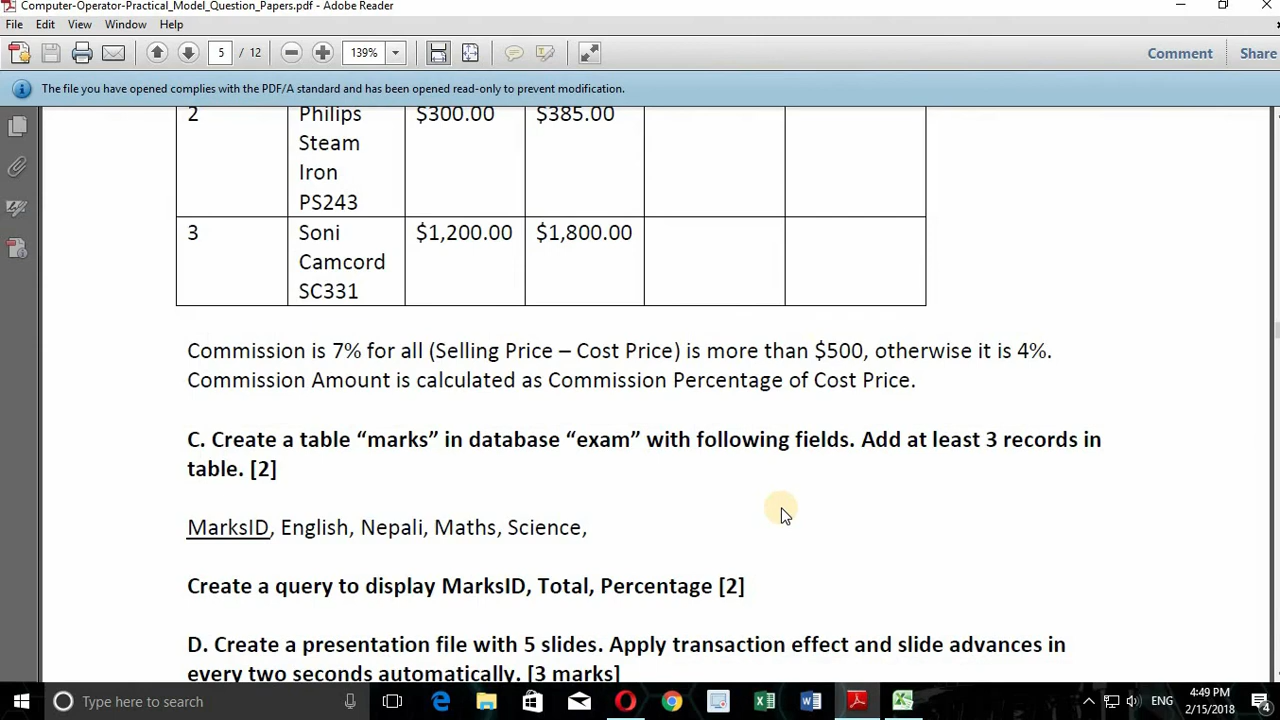 Computer-Operator-Practical_Model_Question_Papers.pdf - Adobe Reader
File Edit View Window Help
5 / 12 139% Comment Share
The file you have opened complies with the PDF/A standard and has been opened read-only to prevent modification.
2 Philips $300.00 $385.00
Steam
Iron
PS243
3 Soni $1,200.00 $1,800.00
Camcord
SC331
Commission is 7% for all (Selling Price – Cost Price) is more than $500, otherwise it is 4%.
Commission Amount is calculated as Commission Percentage of Cost Price.
C. Create a table “marks” in database “exam” with following fields. Add at least 3 records in
table. [2]
MarksID, English, Nepali, Maths, Science,
Create a query to display MarksID, Total, Percentage [2]
D. Create a presentation file with 5 slides. Apply transaction effect and slide advances in
every two seconds automatically. [3 marks]
Type here to search
ENG
4:49 PM
2/15/2018
4